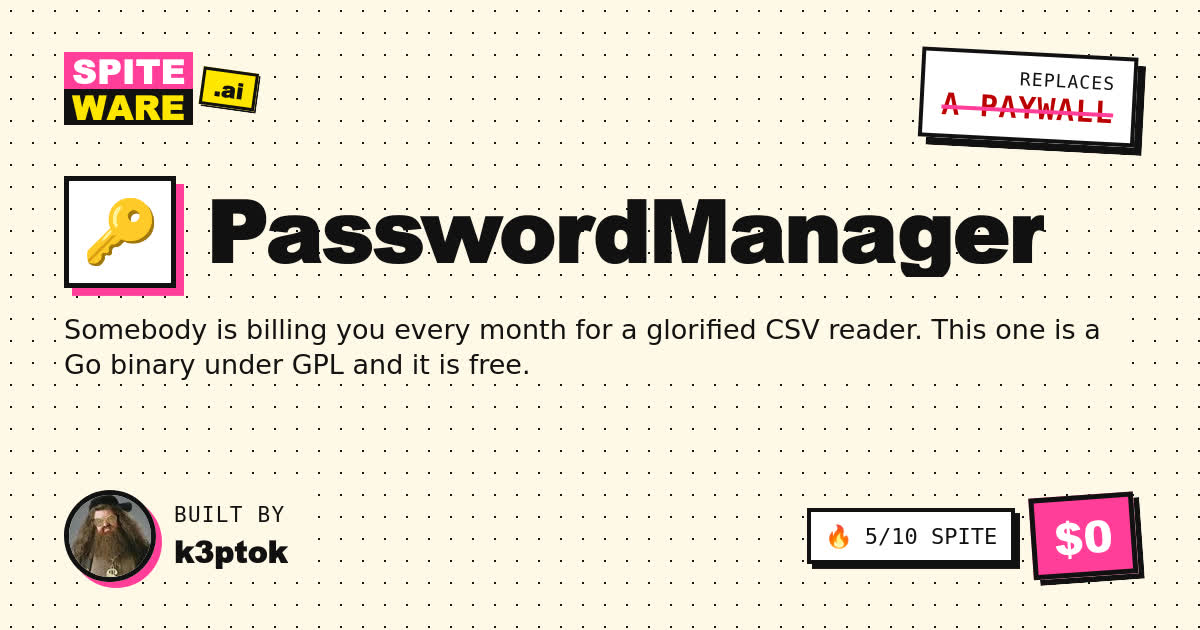 SPITE
WARE
.ai
REPLACES
A PAYWALL
PasswordManager
Somebody is billing you every month for a glorified CSV reader. This one is a
Go binary under GPL and it is free.
BUILT BY
k3ptok
5/10 SPITE
$0